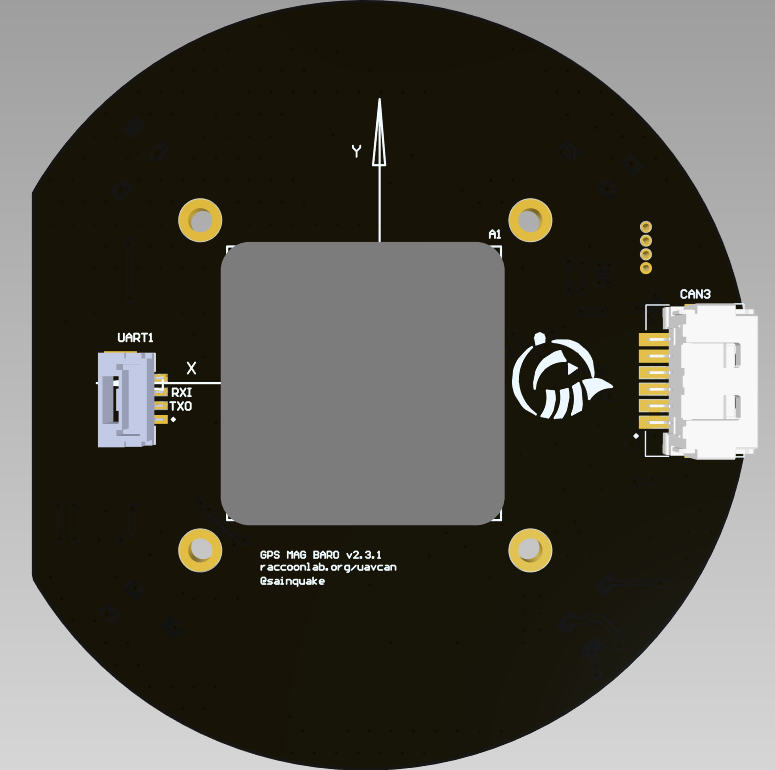 Y
A1
CAN3
UART1
X
RXI
TXO
GPS MAG BARO v2.3.1
raccoonlab.org/uavcan
@sainquake